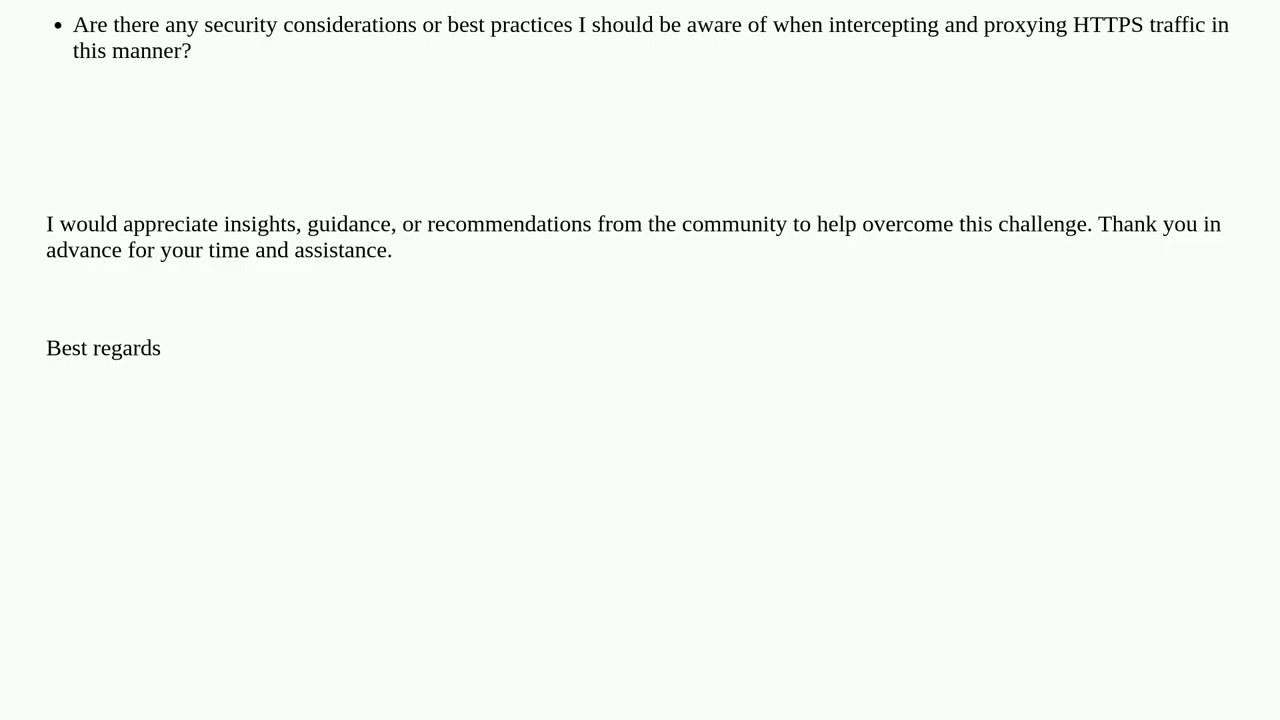 • Are there any security considerations or best practices I should be aware of when intercepting and proxying HTTPS traffic in
this manner?
I would appreciate insights, guidance, or recommendations from the community to help overcome this challenge. Thank you in
advance for your time and assistance.
Best regards